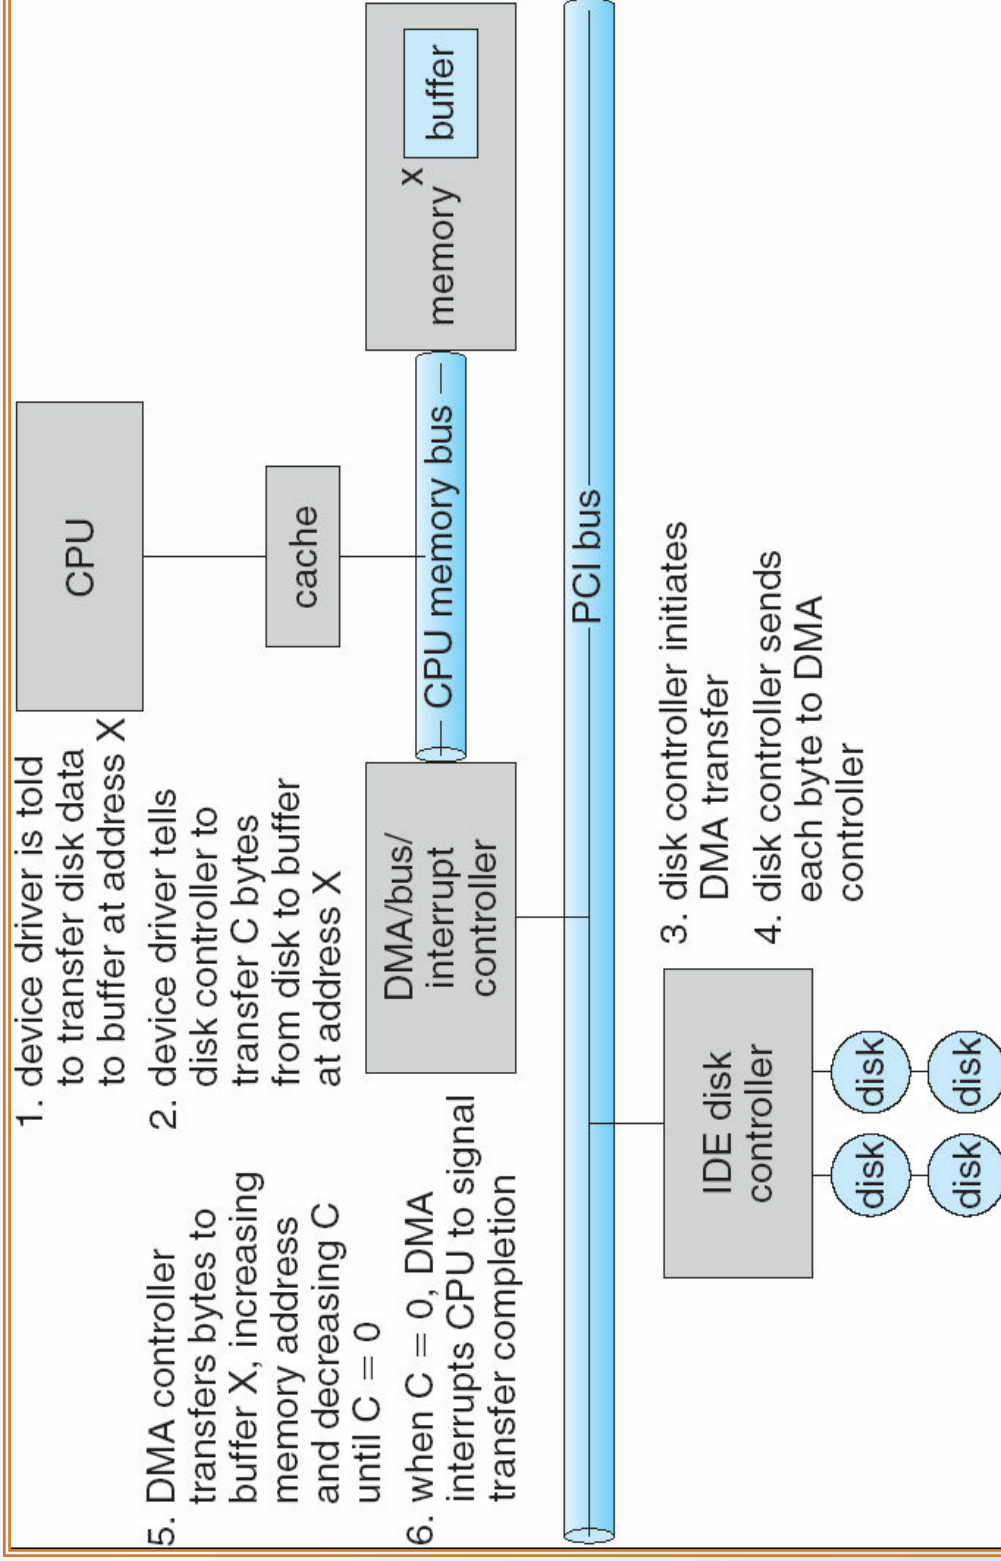 1. device driver is told
to transfer disk data
to buffer at address X
2. device driver tells
disk controller to
transfer C bytes
from disk to buffer
at address X
5. DMA controller
transfers bytes to
buffer X, increasing
memory address
and decreasing C
until C = 0
6. when C = 0, DMA
interrupts CPU to signal
transfer completion
CPU
cache
DMA/bus/
interrupt
controller
CPU memory bus
memory
X
buffer
PCI bus
IDE disk
controller
3. disk controller initiates
DMA transfer
4. disk controller sends
each byte to DMA
controller
disk
disk
disk
disk